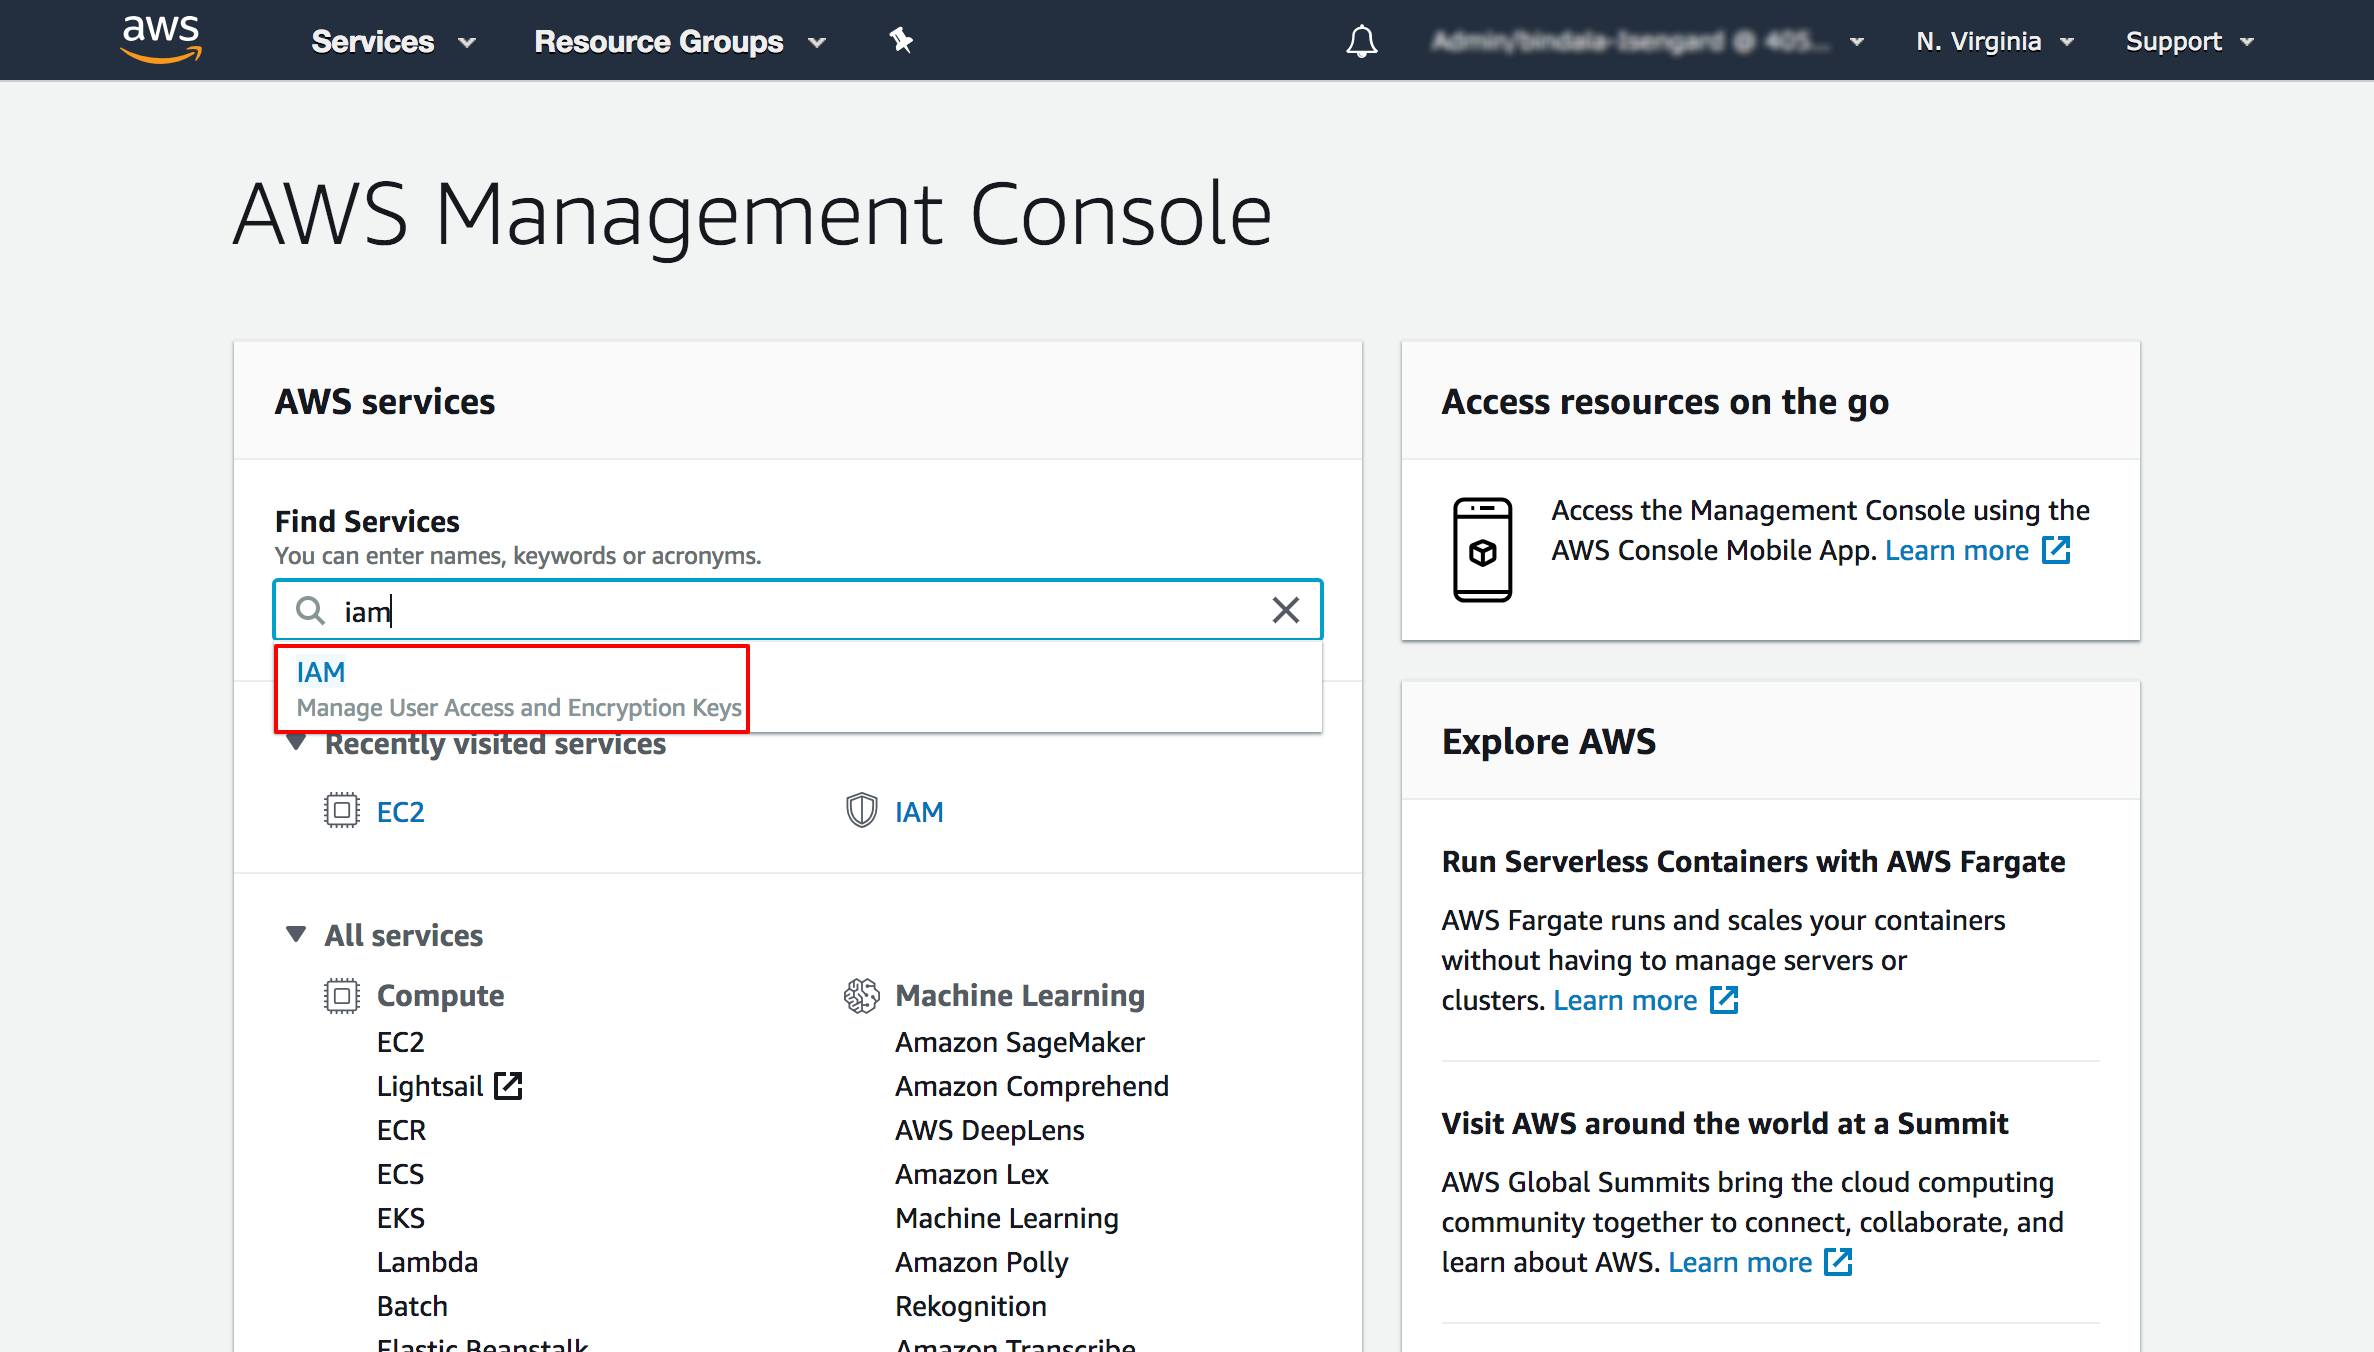 aws
Services
Resource Groups
N. Virginia
Support
AWS Management Console
AWS services
Find Services
You can enter names, keywords or acronyms.
iam
IAM
Manage User Access and Encryption Keys
Recently visited services
EC2
IAM
All services
Compute
EC2
Lightsail
ECR
ECS
EKS
Lambda
Batch
Elastic Beanstalk
Machine Learning
Amazon SageMaker
Amazon Comprehend
AWS DeepLens
Amazon Lex
Machine Learning
Amazon Polly
Rekognition
Amazon Transcribe
Access resources on the go
Access the Management Console using the
AWS Console Mobile App. Learn more
Explore AWS
Run Serverless Containers with AWS Fargate
AWS Fargate runs and scales your containers
without having to manage servers or
clusters. Learn more
Visit AWS around the world at a Summit
AWS Global Summits bring the cloud computing
community together to connect, collaborate, and
learn about AWS. Learn more